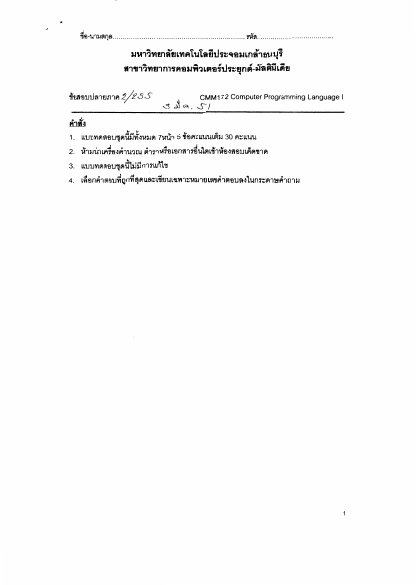 ชื่อ-นามสกุล............................................................รหัส..................................
มหาวิทยาลัยเทคโนโลยีพระจอมเกล้าธนบุรี
สาขาวิทยาการคอมพิวเตอร์ประยุกต์-มัลติมีเดีย
ข้อสอบปลายภาค 2/255 CMM172 Computer Programming Language I
3 มี.ค. 51
คำสั่ง
1. แบบทดสอบชุดนี้มีทั้งหมด 7หน้า 5 ข้อคะแนนเต็ม 30 คะแนน
2. ห้ามนำเครื่องคำนวณ ตำราหรือเอกสารอื่นใดเข้าห้องสอบเด็ดขาด
3. แบบทดสอบชุดนี้ไม่มีการแก้ไข
4. เลือกคำตอบที่ถูกที่สุดและเขียนเฉพาะหมายเลขคำตอบลงในกระดาษคำถาม
1